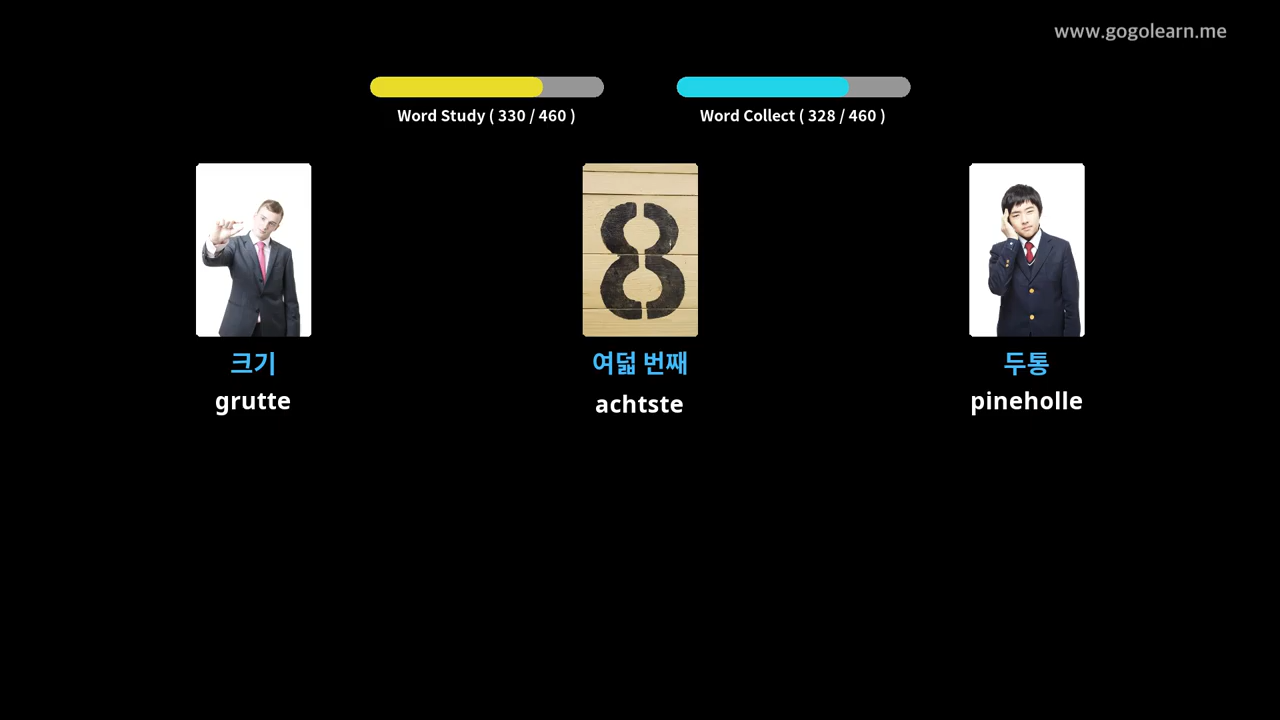 www.gogolearn.me
Word Study ( 330 / 460 )
Word Collect ( 328 / 460 )
크기
여덟 번째
두통
grutte
achtste
pineholle